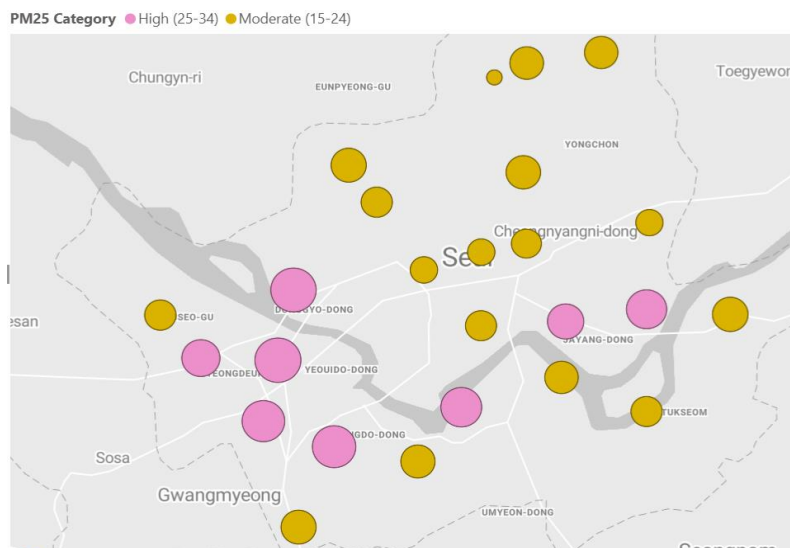 PM25 Category High (25-34) Moderate (15-24)
Chungyn-ri
Toegyewon
EUNPYEONG-GU
YONGCHON
Cheongnyangni-dong
esan
SEO-GU
JAYANG-DONG
YEOUIDO-DONG
TUKSEOM
Sosa
Gwangmyeong
UMYEON-DONG